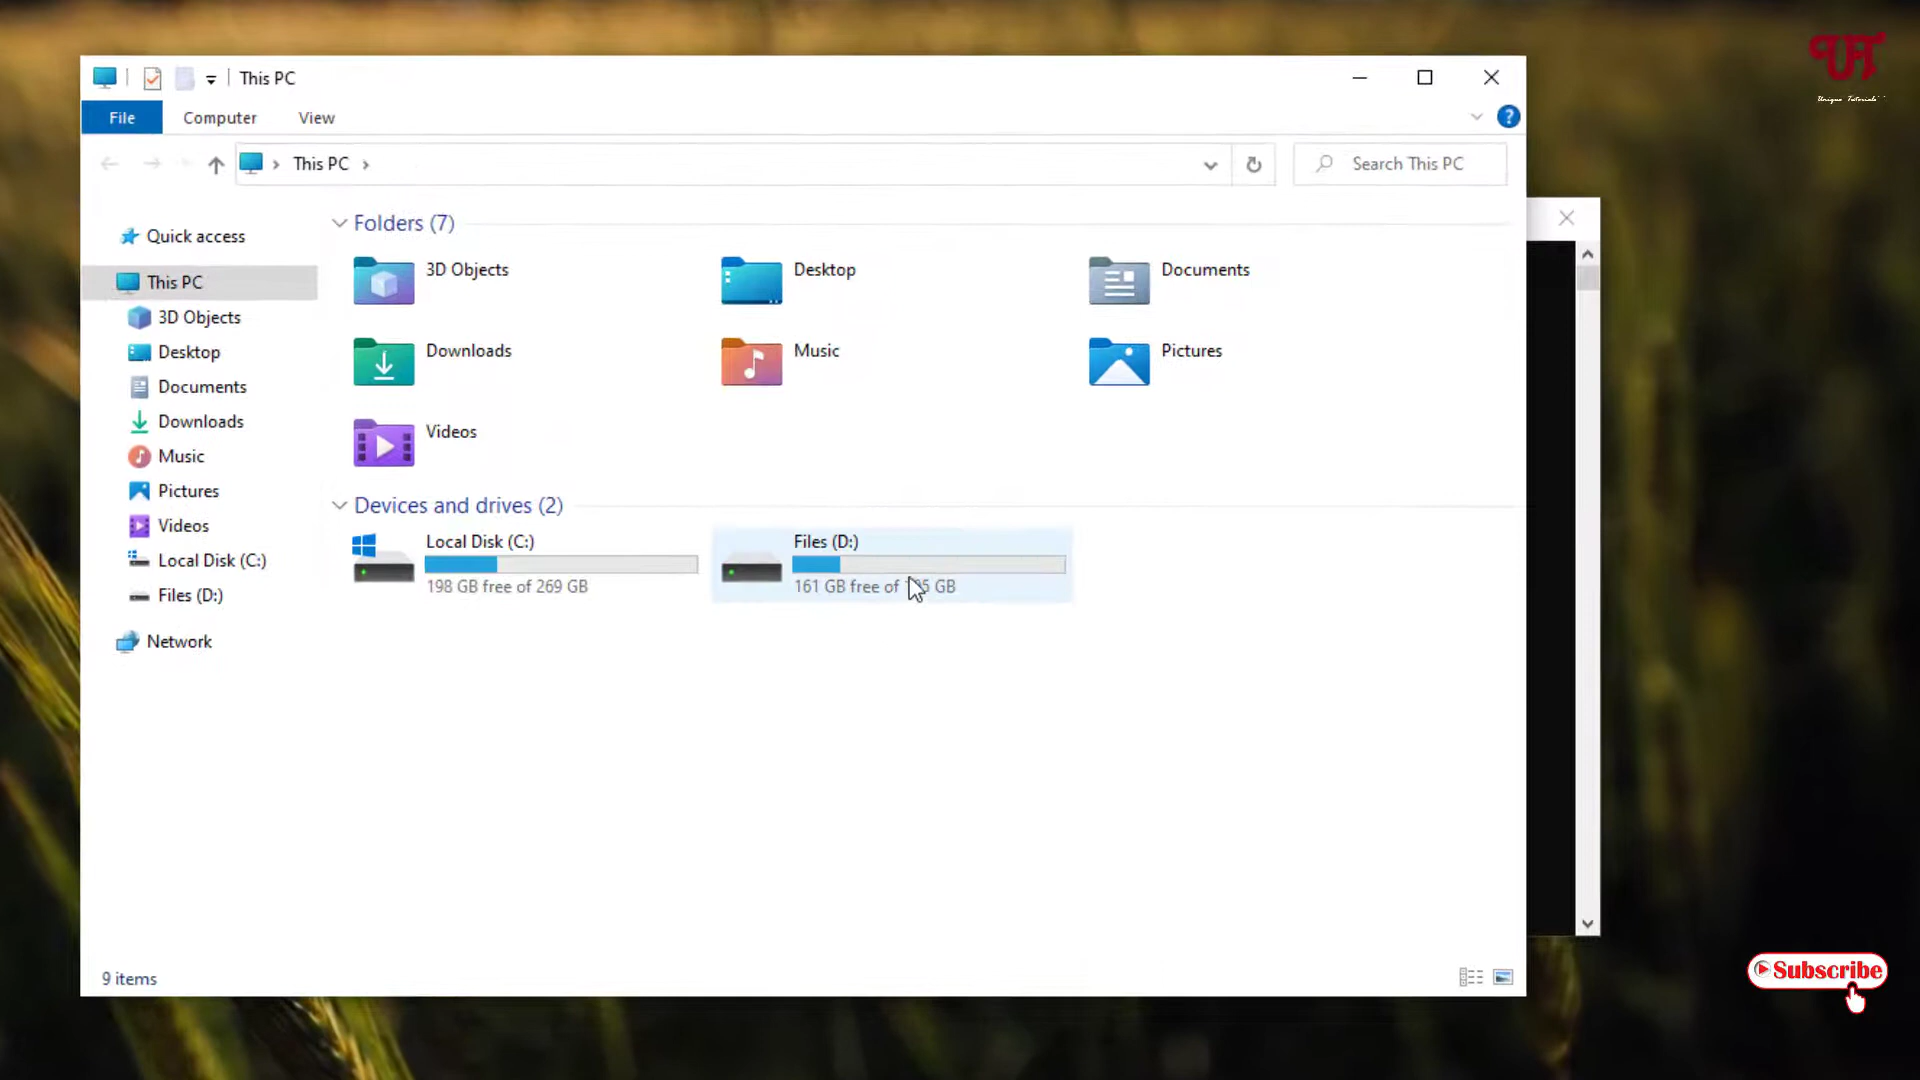 This PC
File Computer View
This PC
Search This PC
Quick access
This PC
3D Objects
Desktop
Documents
Downloads
Music
Pictures
Videos
Local Disk (C:)
Files (D:)
Network
Folders (7)
3D Objects
Desktop
Documents
Downloads
Music
Pictures
Videos
Devices and drives (2)
Local Disk (C:)
198 GB free of 269 GB
Files (D:)
161 GB free of GB
9 items
UT
Unique Tutorials
Subscribe